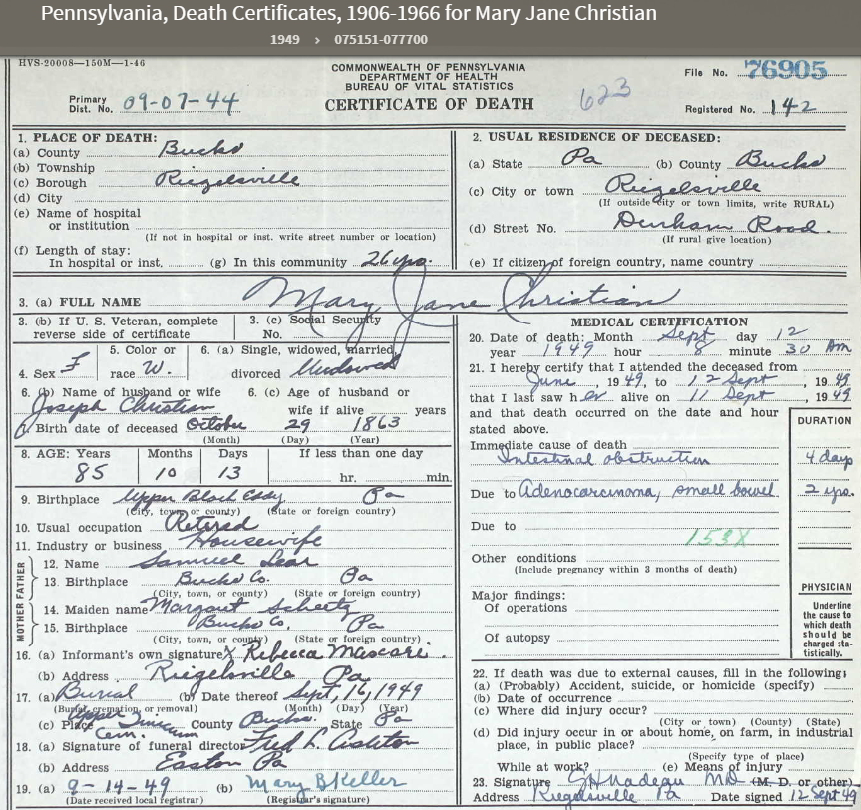 Pennsylvania, Death Certificates, 1906-1966 for Mary Jane Christian
1949 › 075151-077700
HVS-20008—150M—1-46
COMMONWEALTH OF PENNSYLVANIA
DEPARTMENT OF HEALTH
BUREAU OF VITAL STATISTICS
CERTIFICATE OF DEATH
File No. 76905
Primary Dist. No. 09-07-44
623
Registered No. 142
1. PLACE OF DEATH:
(a) County Bucks
(b) Township
(c) Borough Riegelsville
(d) City
(e) Name of hospital
or institution
(If not in hospital or inst. write street number or location)
(f) Length of stay:
In hospital or inst. (g) In this community 26 yrs.
2. USUAL RESIDENCE OF DECEASED:
(a) State Pa (b) County Bucks
(c) City or town Riegelsville
(If outside city or town limits, write RURAL)
(d) Street No. Durham Road.
(If rural give location)
(e) If citizen of foreign country, name country
3. (a) FULL NAME Mary Jane Christian
3. (b) If U. S. Veteran, complete
reverse side of certificate
3. (c) Social Security
No.
4. Sex F
5. Color or
race W.
6. (a) Single, widowed, married,
divorced Widowed
6. (b) Name of husband or wife
Joseph Christian
6. (c) Age of husband or
wife if alive years
7. Birth date of deceased October 29 1863
(Month) (Day) (Year)
8. AGE: Years Months Days If less than one day
85 10 13 hr. min.
9. Birthplace Upper Black Eddy Pa
(City, town, or county) (State or foreign country)
10. Usual occupation Retired
11. Industry or business Housewife
FATHER
12. Name Samuel Lear
13. Birthplace Bucks Co. Pa
(City, town, or county) (State or foreign country)
MOTHER
14. Maiden name Margaret Scheetz
15. Birthplace Bucks Co. Pa
(City, town, or county) (State or foreign country)
16. (a) Informant's own signature X Rebecca Mascari.
(b) Address Riegelsville Pa.
17. (a) Burial (b) Date thereof Sept, 16, 1949
(Burial, cremation, or removal) (Month) (Day) (Year)
(c) Place Upper Cem. County Bucks. State Pa
18. (a) Signature of funeral director Fred L. Ashton
(b) Address Easton Pa
19. (a) 9-14-49 (b) Mary B Keller
(Date received local registrar) (Registrar's signature)
MEDICAL CERTIFICATION
20. Date of death: Month Sept day 12
year 1949 hour 8 minute 30 Am
21. I hereby certify that I attended the deceased from
June 1949, to 12 Sept, 1949
that I last saw her alive on 11 Sept, 1949
and that death occurred on the date and hour
stated above.
DURATION
Immediate cause of death
Intestinal obstruction 4 days
Due to Adenocarcinoma, small bowel 2 yrs.
Due to
153X
Other conditions
(Include pregnancy within 3 months of death)
Major findings:
Of operations
Of autopsy
PHYSICIAN
Underline
the cause to
which death
should be
charged sta-
tistically.
22. If death was due to external causes, fill in the following:
(a) (Probably) Accident, suicide, or homicide (specify)
(b) Date of occurrence
(c) Where did injury occur?
(City or town) (County) (State)
(d) Did injury occur in or about home, on farm, in industrial
place, in public place?
(Specify type of place)
While at work? (e) Means of injury
23. Signature G H Nadeau MD (M. D. or other)
Address Riegelsville Pa Date signed 12 Sept 49